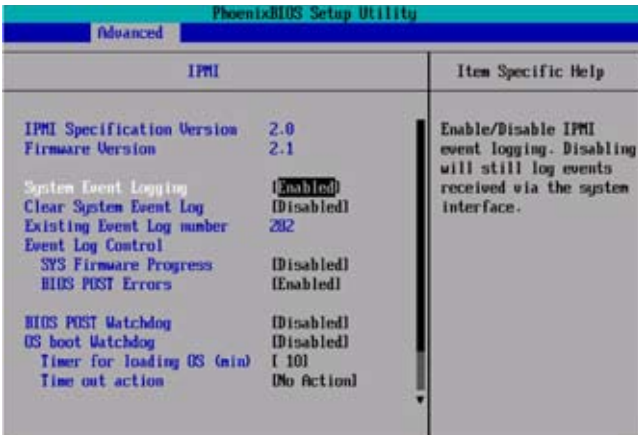 PhoenixBIOS Setup Utility
Advanced
IPMI
Item Specific Help
IPMI Specification Version 2.0
Firmware Version 2.1
System Event Logging [Enabled]
Clear System Event Log [Disabled]
Existing Event Log number 282
Event Log Control
SYS Firmware Progress [Disabled]
BIOS POST Errors [Enabled]
BIOS POST Watchdog [Disabled]
OS boot Watchdog [Disabled]
Timer for loading OS (min) [ 10]
Time out action [No Action]
Enable/Disable IPMI
event logging. Disabling
will still log events
received via the system
interface.